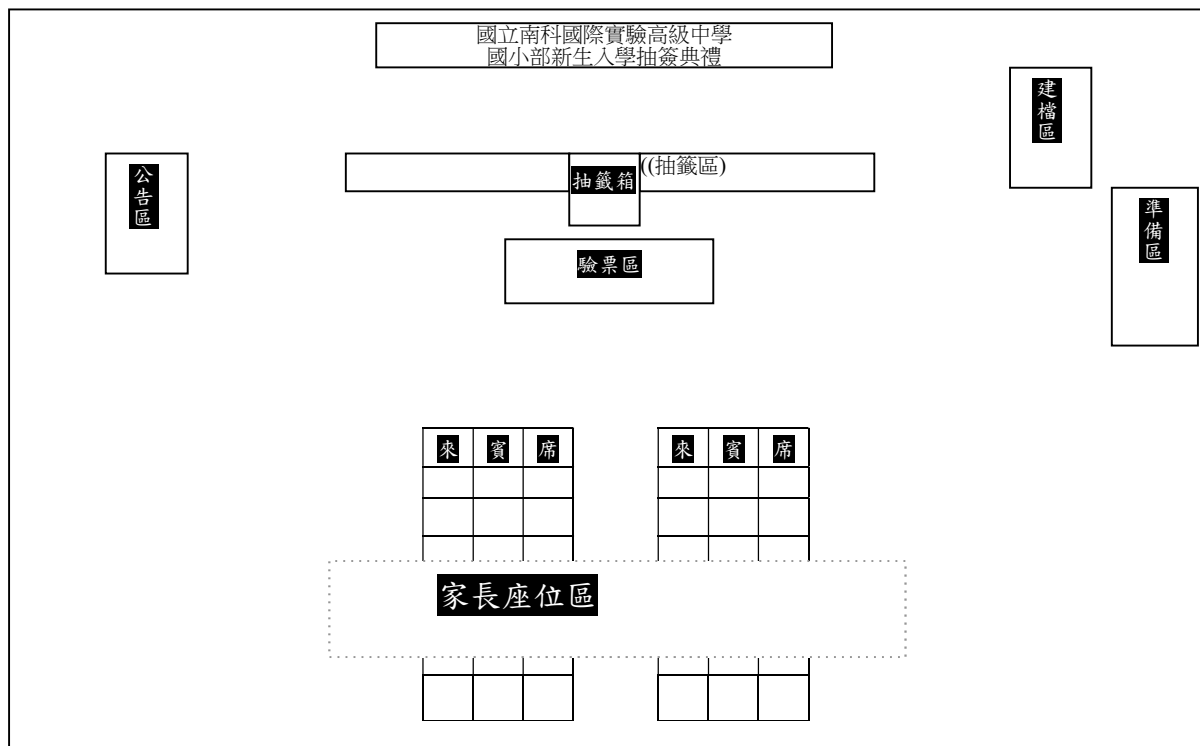 國立南科國際實驗高級中學
國小部新生入學抽簽典禮
建檔區
公告區
抽籤箱
((抽籤區)
準備區
驗票區
來賓席
來賓席
家長座位區